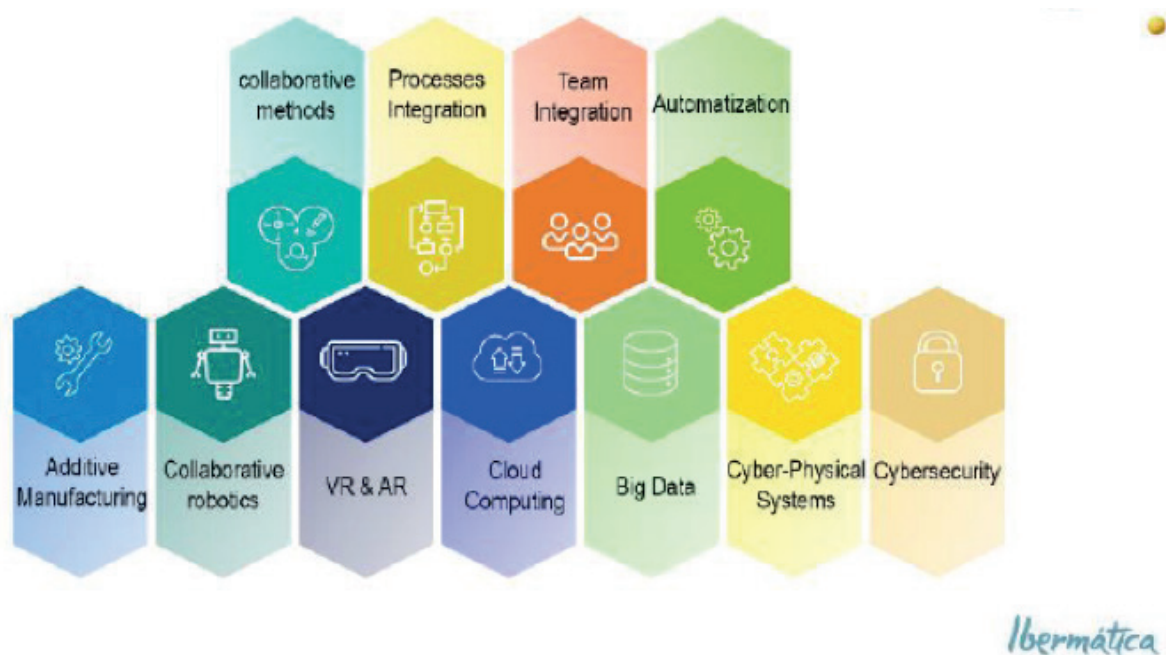 collaborative
methods
Processes
Integration
Team
Integration
Automatization
Additive
Manufacturing
Collaborative
robotics
VR & AR
Cloud
Computing
Big Data
Cyber-Physical
Systems
Cybersecurity
Ibermática